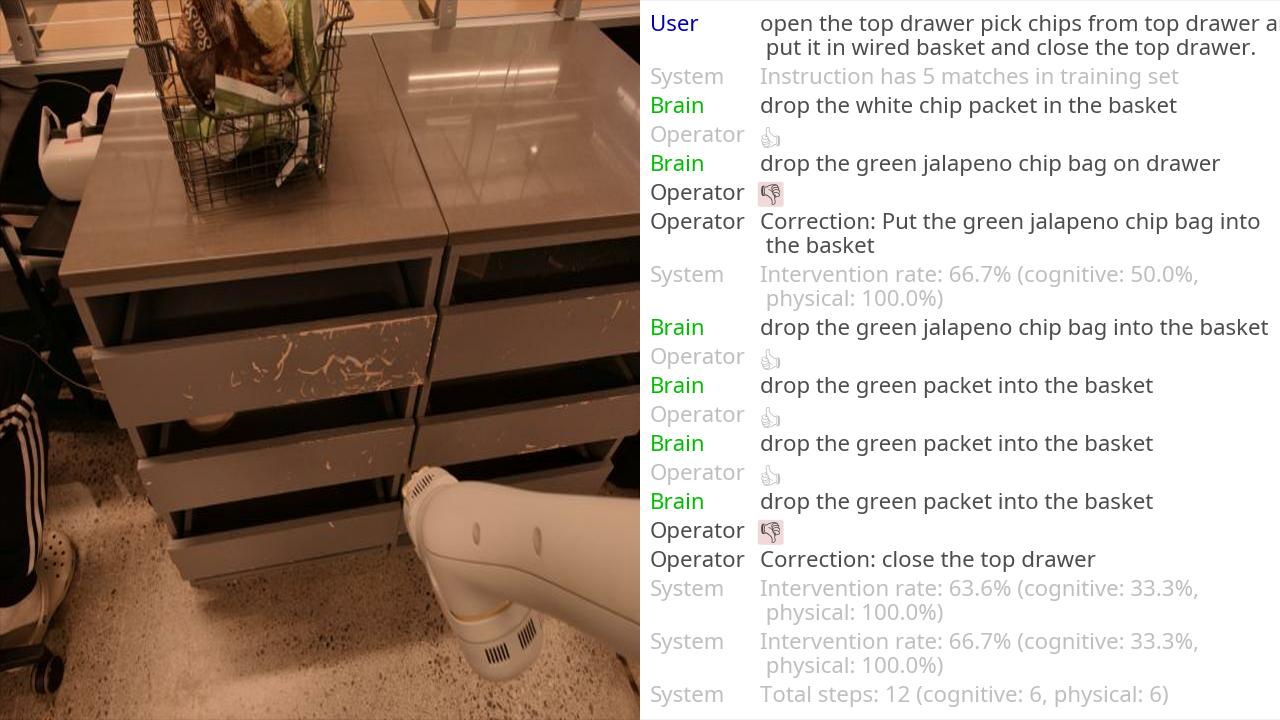 User open the top drawer pick chips from top drawer a
put it in wired basket and close the top drawer.
System Instruction has 5 matches in training set
Brain drop the white chip packet in the basket
Operator 👍
Brain drop the green jalapeno chip bag on drawer
Operator 👎
Operator Correction: Put the green jalapeno chip bag into
the basket
System Intervention rate: 66.7% (cognitive: 50.0%,
physical: 100.0%)
Brain drop the green jalapeno chip bag into the basket
Operator 👍
Brain drop the green packet into the basket
Operator 👍
Brain drop the green packet into the basket
Operator 👍
Brain drop the green packet into the basket
Operator 👎
Operator Correction: close the top drawer
System Intervention rate: 63.6% (cognitive: 33.3%,
physical: 100.0%)
System Intervention rate: 66.7% (cognitive: 33.3%,
physical: 100.0%)
System Total steps: 12 (cognitive: 6, physical: 6)